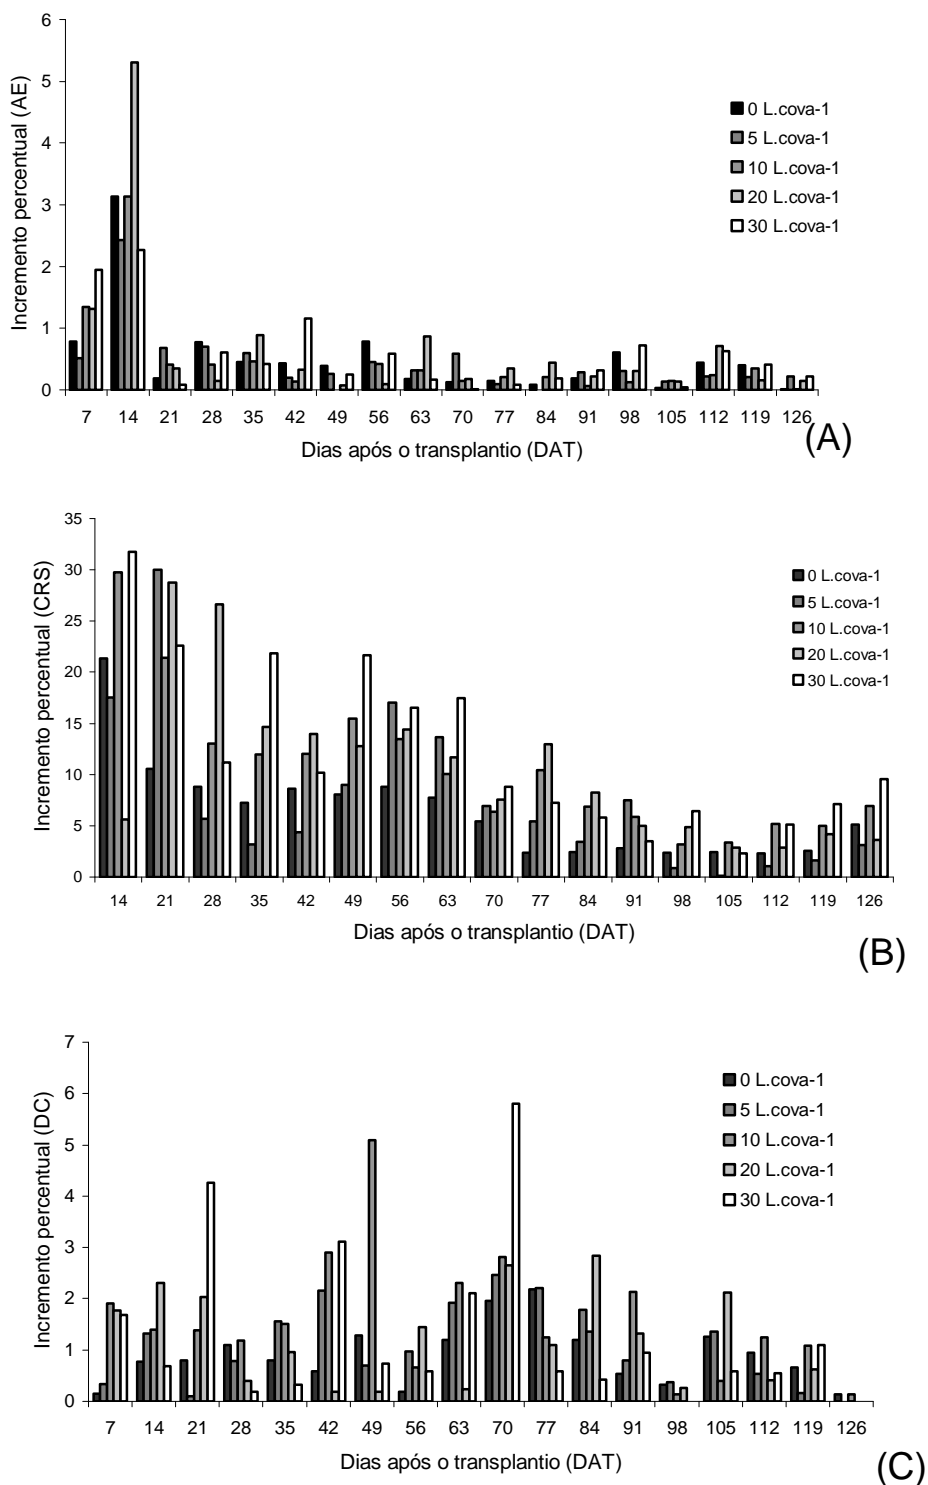 6
5
4
3
2
1
0
Incremento percentual (AE)
0 L.cova-1
5 L.cova-1
10 L.cova-1
20 L.cova-1
30 L.cova-1
7 14 21 28 35 42 49 56 63 70 77 84 91 98 105 112 119 126
Dias após o transplantio (DAT)
(A)
35
30
25
20
15
10
5
0
Incremento percentual (CRS)
0 L.cova-1
5 L.cova-1
10 L.cova-1
20 L.cova-1
30 L.cova-1
14 21 28 35 42 49 56 63 70 77 84 91 98 105 112 119 126
Dias após o transplantio (DAT)
(B)
7
6
5
4
3
2
1
0
Incremento percentual (DC)
0 L.cova-1
5 L.cova-1
10 L.cova-1
20 L.cova-1
30 L.cova-1
7 14 21 28 35 42 49 56 63 70 77 84 91 98 105 112 119 126
Dias após o transplantio (DAT)
(C)